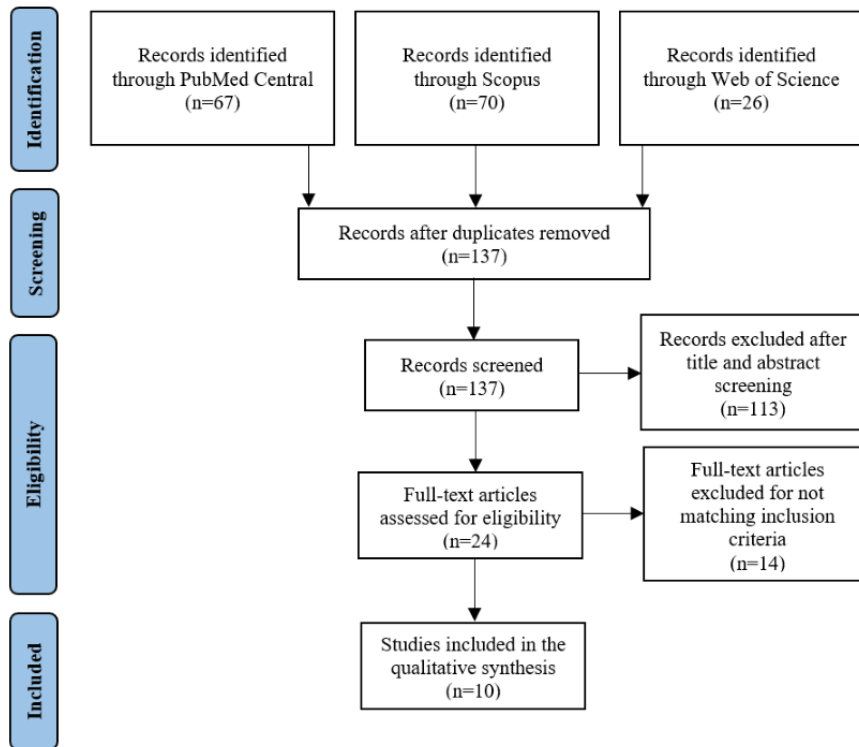 Identification
Records identified
through PubMed Central
(n=67)
Records identified
through Scopus
(n=70)
Records identified
through Web of Science
(n=26)
Screening
Records after duplicates removed
(n=137)
Eligibility
Records screened
(n=137)
Records excluded after
title and abstract
screening
(n=113)
Full-text articles
assessed for eligibility
(n=24)
Full-text articles
excluded for not
matching inclusion
criteria
(n=14)
Included
Studies included in the
qualitative synthesis
(n=10)